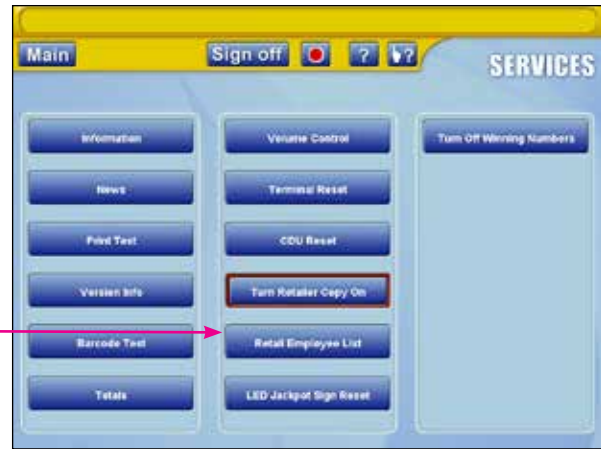 Main
Sign off
?
?
SERVICES
Information
Volume Control
Turn Off Winning Numbers
News
Terminal Reset
Print Test
CDU Reset
Version Info
Turn Retailer Copy On
Barcode Test
Retail Employee List
Totals
LED Jackpot Sign Reset